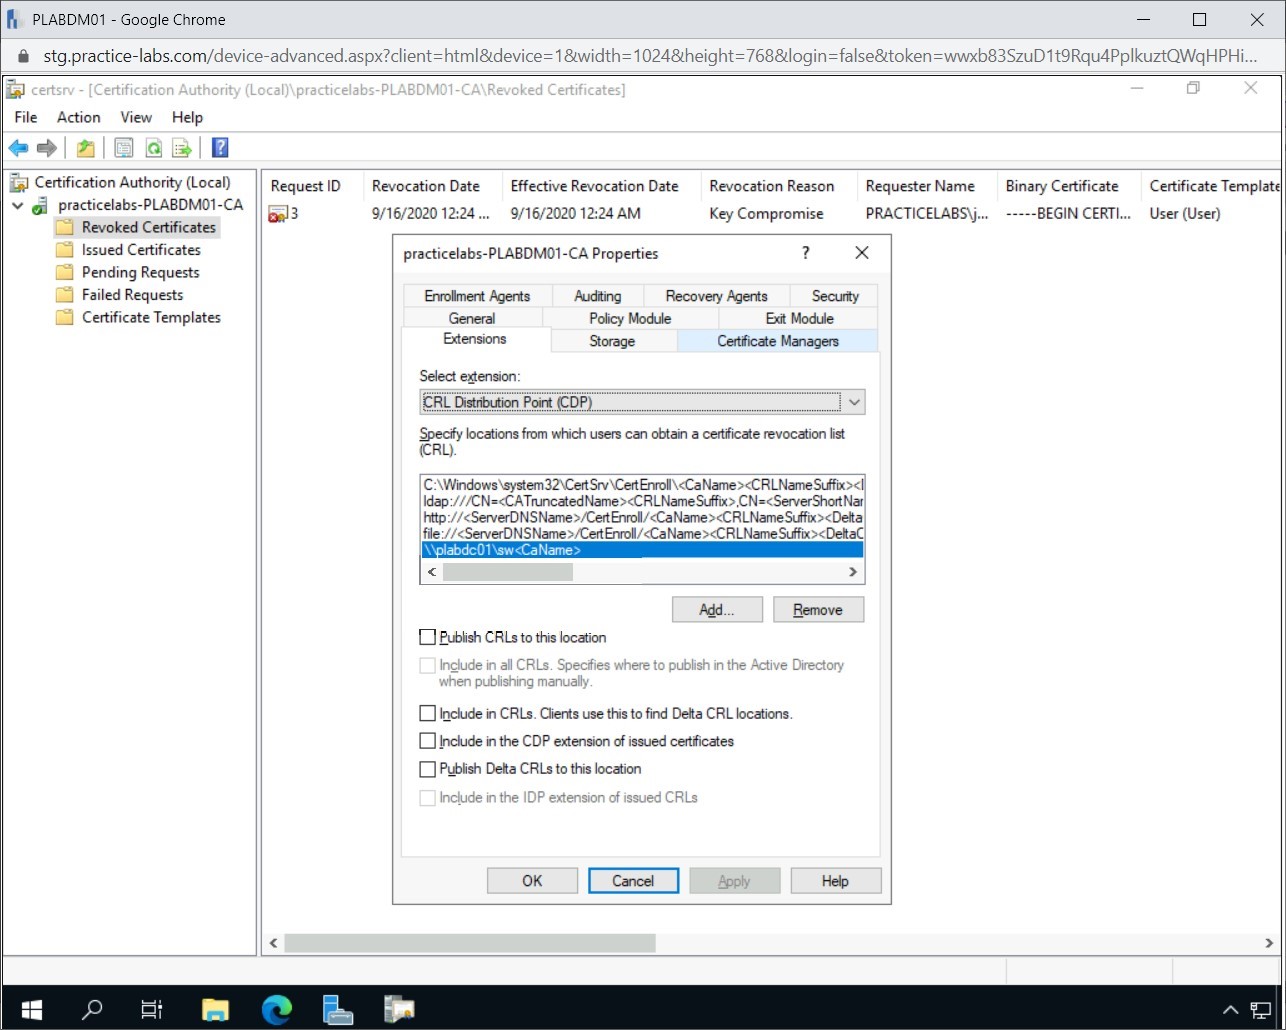 PLABDM01 - Google Chrome
stg.practice-labs.com/device-advanced.aspx?client=html&device=1&width=1024&height=768&login=false&token=wwxb83SzuD1t9Rqu4PplkuztQWqHPHi...
certsrv - [Certification Authority (Local)\practicelabs-PLABDM01-CA\Revoked Certificates]
File Action View Help
Certification Authority (Local)
practicelabs-PLABDM01-CA
Revoked Certificates
Issued Certificates
Pending Requests
Failed Requests
Certificate Templates
Request ID Revocation Date Effective Revocation Date Revocation Reason Requester Name Binary Certificate Certificate Template
3 9/16/2020 12:24 ... 9/16/2020 12:24 AM Key Compromise PRACTICELABS\j... -----BEGIN CERTI... User (User)
practicelabs-PLABDM01-CA Properties ?
Enrollment Agents Auditing Recovery Agents Security
General Policy Module Exit Module
Extensions Storage Certificate Managers
Select extension:
CRL Distribution Point (CDP)
Specify locations from which users can obtain a certificate revocation list
(CRL).
C:\Windows\system32\CertSrv\CertEnroll\<CaName><CRLNameSuffix><I
ldap:///CN=<CATruncatedName><CRLNameSuffix>,CN=<ServerShortNar
http://<ServerDNSName>/CertEnroll/<CaName><CRLNameSuffix><Delta
file://<ServerDNSName>/CertEnroll/<CaName><CRLNameSuffix><DeltaC
\\plabdc01\sw<CaName>
Add... Remove
Publish CRLs to this location
Include in all CRLs. Specifies where to publish in the Active Directory
when publishing manually.
Include in CRLs. Clients use this to find Delta CRL locations.
Include in the CDP extension of issued certificates
Publish Delta CRLs to this location
Include in the IDP extension of issued CRLs
OK Cancel Apply Help